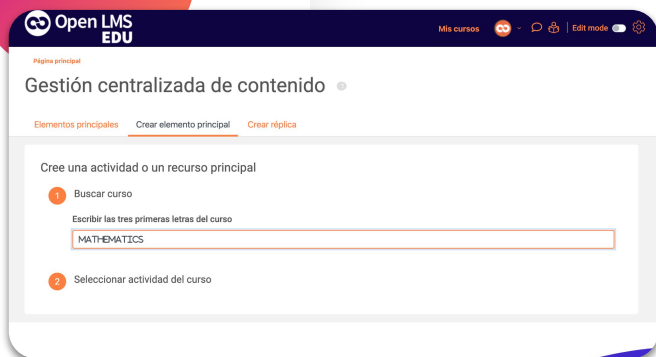 Open LMS
EDU
Mis cursos
Edit mode
Página principal
Gestión centralizada de contenido
Elementos principales Crear elemento principal Crear réplica
Cree una actividad o un recurso principal
1 Buscar curso
Escribir las tres primeras letras del curso
MATHEMATICS
2 Seleccionar actividad del curso